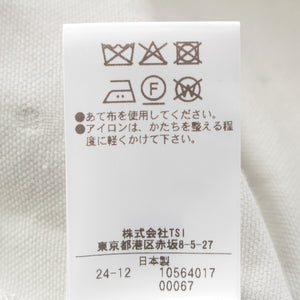 F
W
●あて布を使用してください。
●アイロンは、かたちを整える程
度に軽くかけて下さい。
株式会社TSI
東京都港区赤坂8-5-27
日本製
24-12 10564017
00067